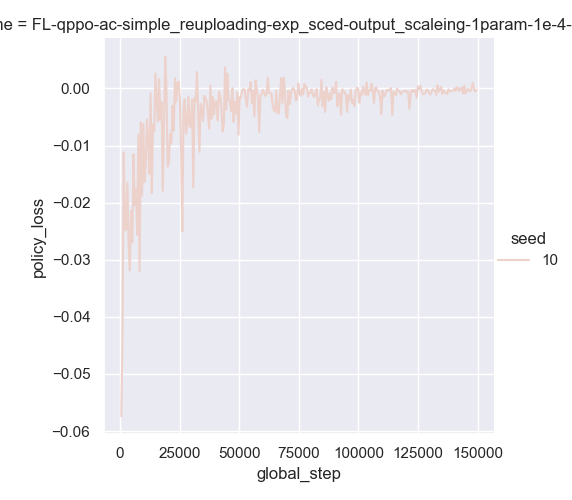 ne = FL-qppo-ac-simple_reuploading-exp_sced-output_scaleing-1param-1e-4-
0.00
−0.01
−0.02
−0.03
−0.04
−0.05
−0.06
policy_loss
seed
10
0 25000 50000 75000 100000 125000 150000
global_step